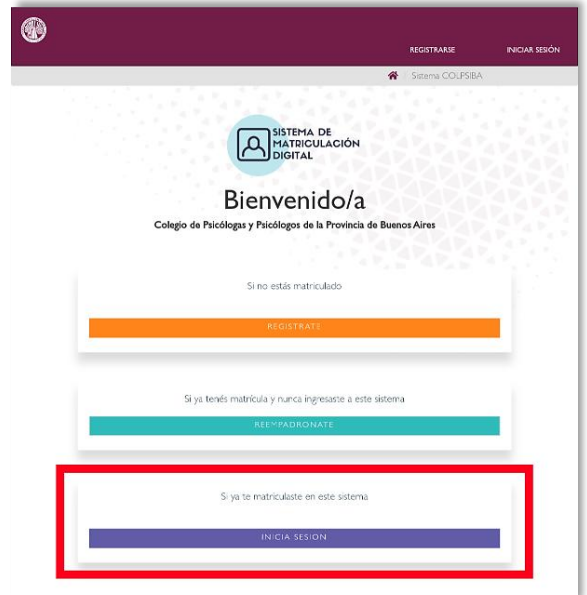 REGISTRARSE INICIAR SESIÓN
Sistema COLPSIBA
SISTEMA DE
MATRICULACIÓN
DIGITAL
Bienvenido/a
Colegio de Psicólogas y Psicólogos de la Provincia de Buenos Aires
Si no estás matriculado
REGISTRATE
Si ya tenés matrícula y nunca ingresaste a este sistema
REEMPADRONATE
Si ya te matriculaste en este sistema
INICIA SESION